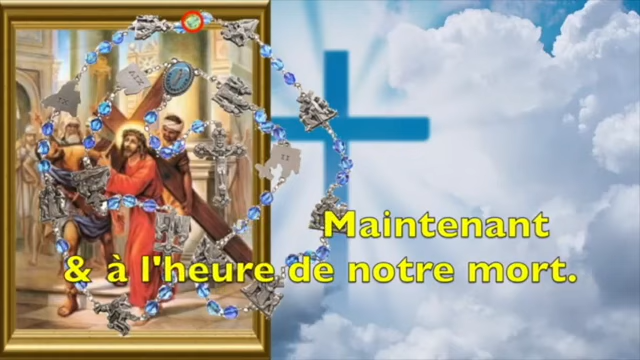 Maintenant
& à l'heure de notre mort.